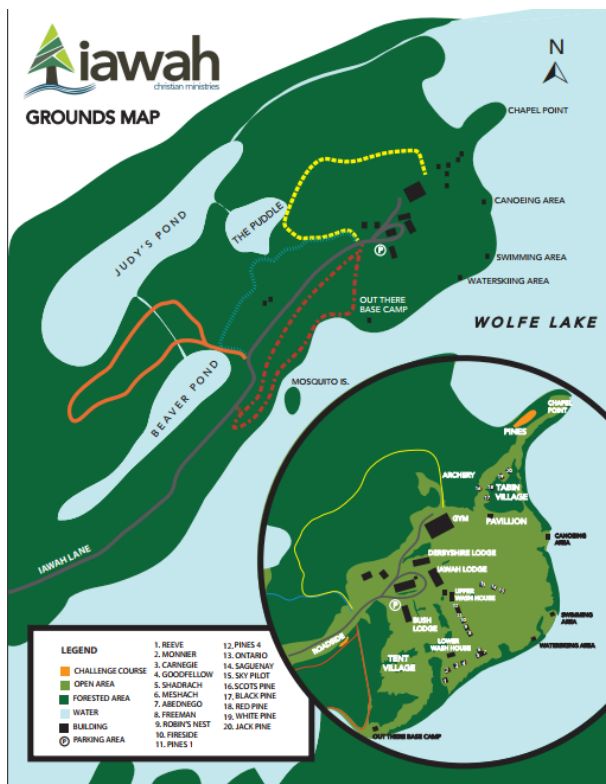 iawah
christian ministries
GROUNDS MAP
N
CHAPEL POINT
CANOEING AREA
SWIMMING AREA
WATERSKIING AREA
JUDY'S POND
THE PUDDLE
P
OUT THERE
BASE CAMP
WOLFE LAKE
MOSQUITO IS.
BEAVER POND
IAWAH LANE
CHAPEL
POINT
PINES
ARCHERY
TABIN
VILLAGE
GYM
PAVILLION
CANOEING
AREA
DERBYSHIRE LODGE
IAWAH LODGE
UPPER
WASH HOUSE
P
BUSH
LODGE
SWIMMING
AREA
ROADSIDE
LOWER
WASH HOUSE
WATERSKIING AREA
TENT
VILLAGE
OUT THERE BASE CAMP
LEGEND
CHALLENGE COURSE
OPEN AREA
FORESTED AREA
WATER
BUILDING
P PARKING AREA
1. REEVE
2. MONNIER
3. CARNEGIE
4. GOODFELLOW
5. SHADRACH
6. MESHACH
7. ABEDNEGO
8. FREEMAN
9. ROBIN'S NEST
10. FIRESIDE
11. PINES 1
12. PINES 4
13. ONTARIO
14. SAGUENAY
15. SKY PILOT
16. SCOTS PINE
17. BLACK PINE
18. RED PINE
19. WHITE PINE
20. JACK PINE